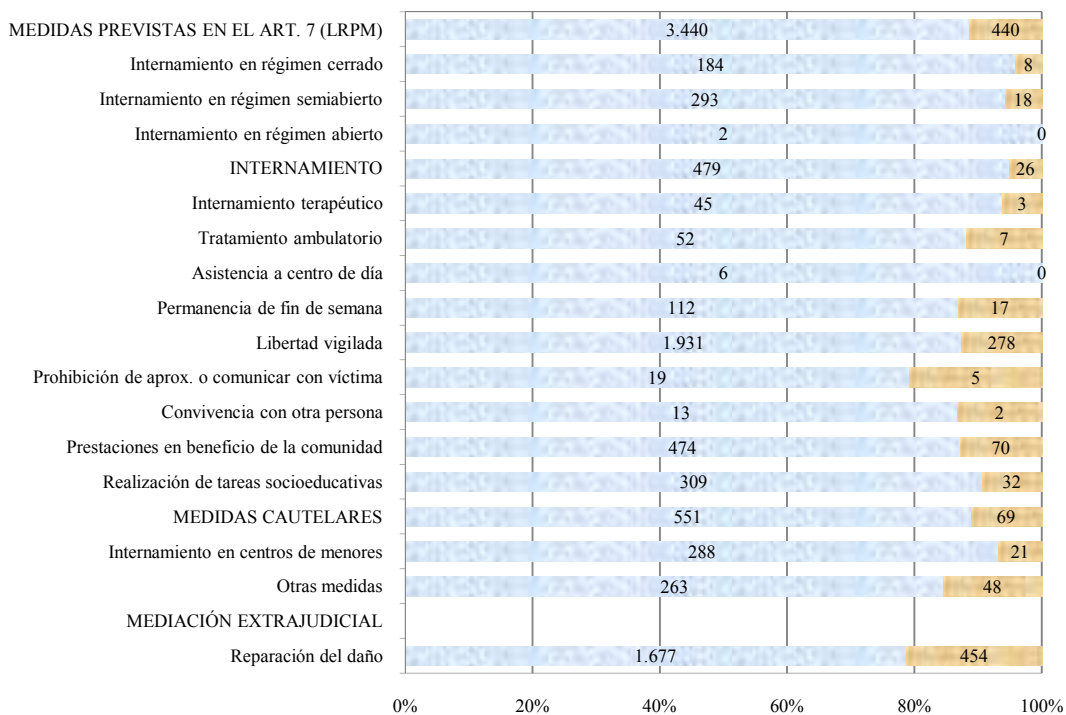 MEDIDAS PREVISTAS EN EL ART. 7 (LRPM) 3.440 440
Internamiento en régimen cerrado 184 8
Internamiento en régimen semiabierto 293 18
Internamiento en régimen abierto 2 0
INTERNAMIENTO 479 26
Internamiento terapéutico 45 3
Tratamiento ambulatorio 52 7
Asistencia a centro de día 6 0
Permanencia de fin de semana 112 17
Libertad vigilada 1.931 278
Prohibición de aprox. o comunicar con víctima 19 5
Convivencia con otra persona 13 2
Prestaciones en beneficio de la comunidad 474 70
Realización de tareas socioeducativas 309 32
MEDIDAS CAUTELARES 551 69
Internamiento en centros de menores 288 21
Otras medidas 263 48
MEDIACIÓN EXTRAJUDICIAL
Reparación del daño 1.677 454
0% 20% 40% 60% 80% 100%